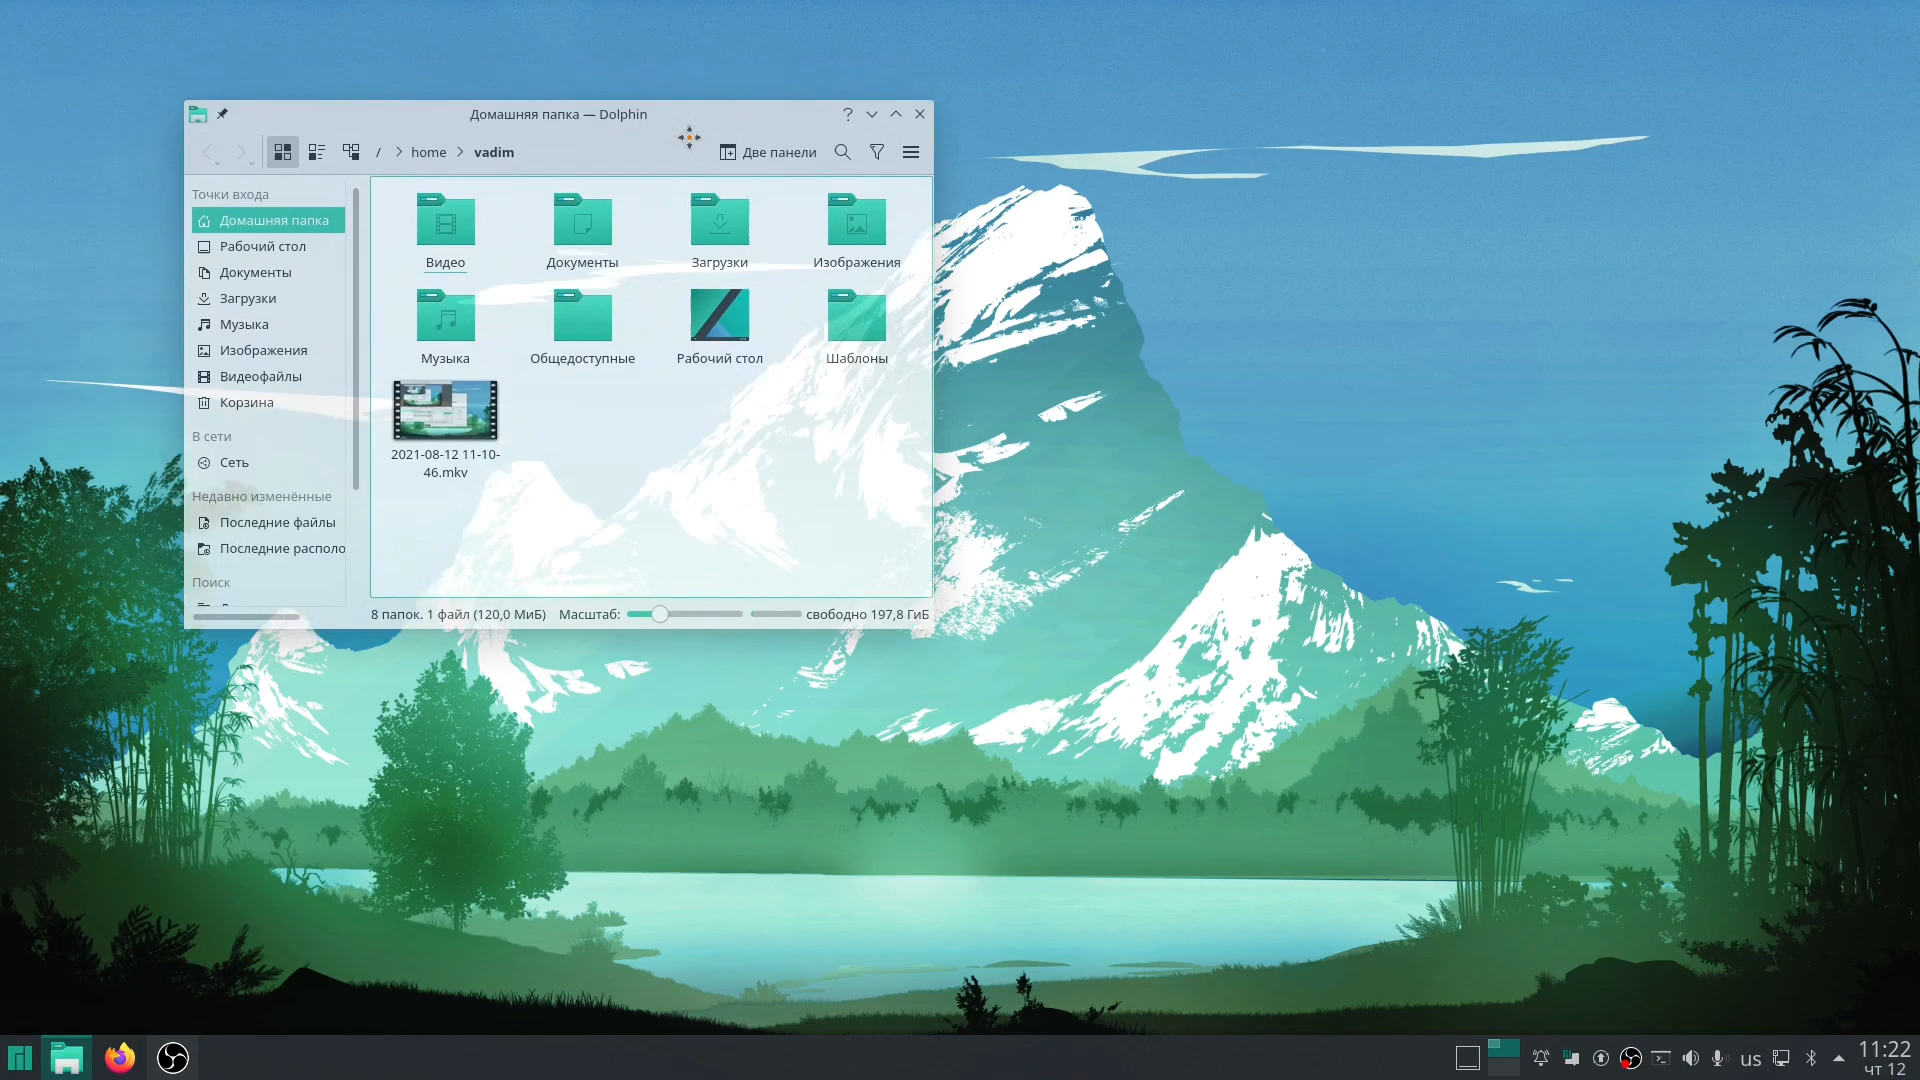 Домашняя папка — Dolphin
/ > home > vadim
Две панели
Точки входа
Домашняя папка
Рабочий стол
Документы
Загрузки
Музыка
Изображения
Видеофайлы
Корзина
В сети
Сеть
Недавно изменённые
Последние файлы
Последние располо
Поиск
Видео
Документы
Загрузки
Изображения
Музыка
Общедоступные
Рабочий стол
Шаблоны
2021-08-12 11-10-
46.mkv
8 папок. 1 файл (120,0 МиБ)
Масштаб:
свободно 197,8 ГиБ
us
11:22
чт 12